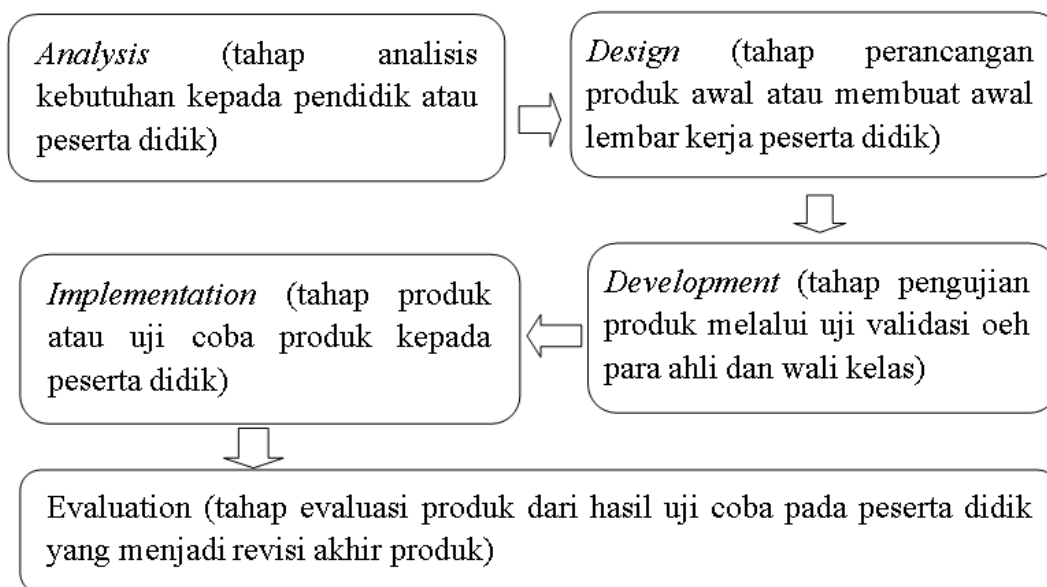 Analysis (tahap analisis
kebutuhan kepada pendidik atau
peserta didik)
Design (tahap perancangan
produk awal atau membuat awal
lembar kerja peserta didik)
Development (tahap pengujian
produk melalui uji validasi oeh
para ahli dan wali kelas)
Implementation (tahap produk
atau uji coba produk kepada
peserta didik)
Evaluation (tahap evaluasi produk dari hasil uji coba pada peserta didik
yang menjadi revisi akhir produk)